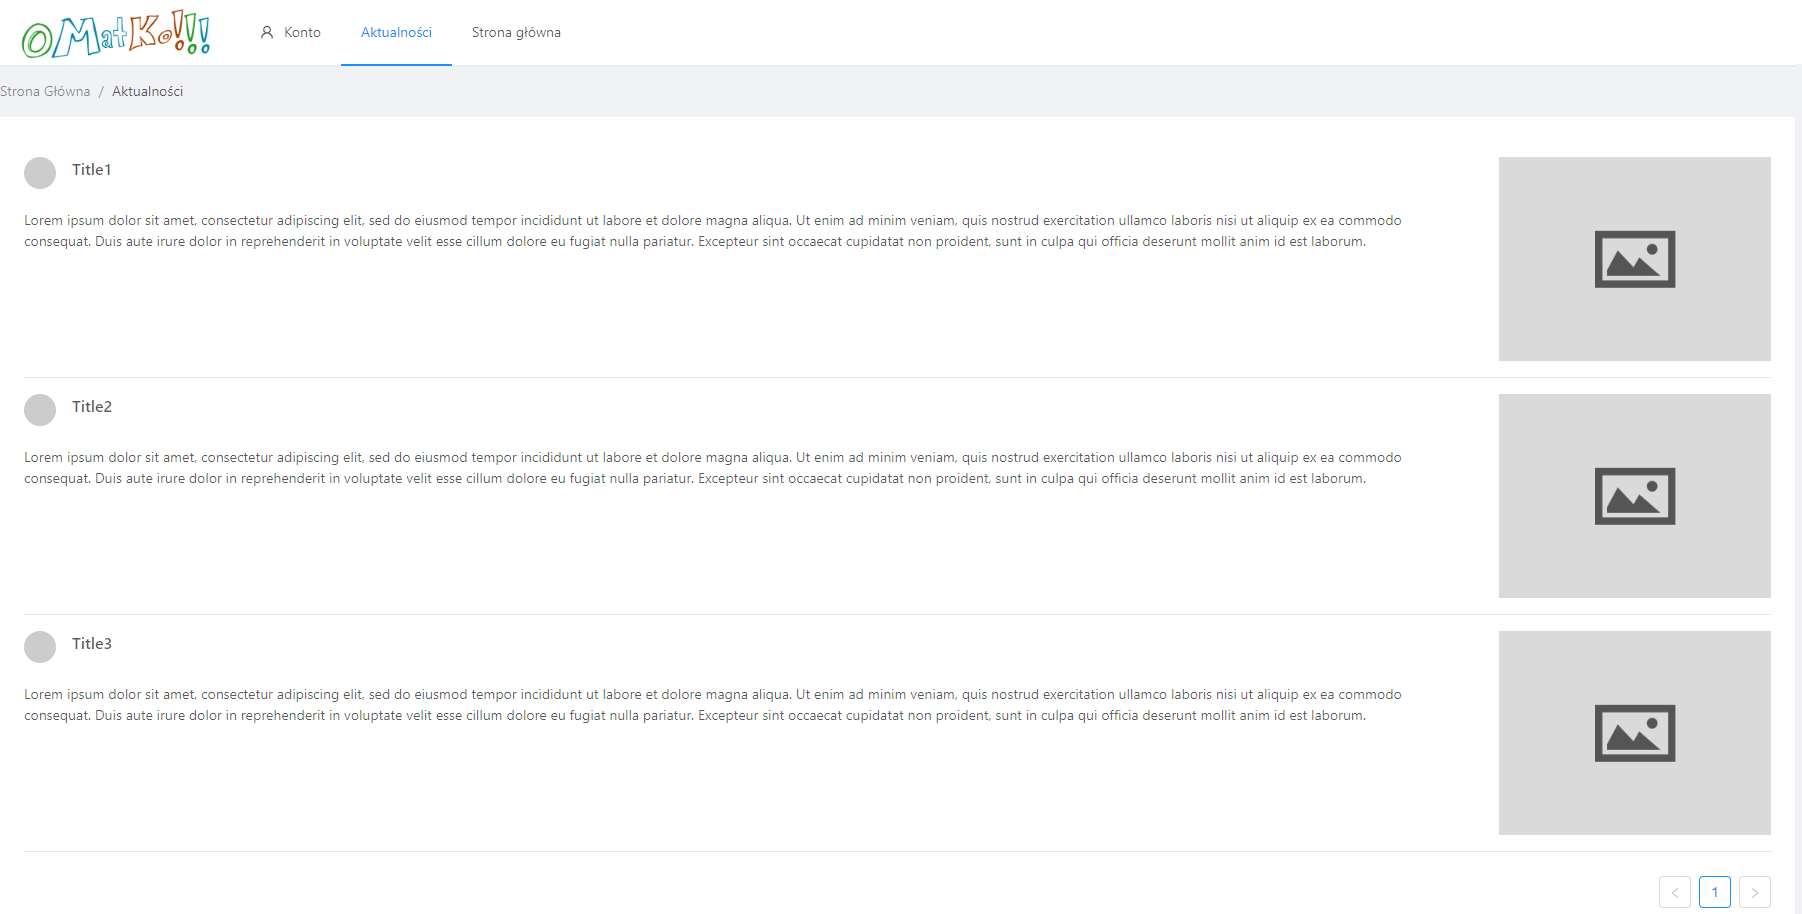 OMatKo!!!
Konto
Aktualności
Strona główna
Strona Główna / Aktualności
Title1
Lorem ipsum dolor sit amet, consectetur adipiscing elit, sed do eiusmod tempor incididunt ut labore et dolore magna aliqua. Ut enim ad minim veniam, quis nostrud exercitation ullamco laboris nisi ut aliquip ex ea commodo
consequat. Duis aute irure dolor in reprehenderit in voluptate velit esse cillum dolore eu fugiat nulla pariatur. Excepteur sint occaecat cupidatat non proident, sunt in culpa qui officia deserunt mollit anim id est laborum.
Title2
Lorem ipsum dolor sit amet, consectetur adipiscing elit, sed do eiusmod tempor incididunt ut labore et dolore magna aliqua. Ut enim ad minim veniam, quis nostrud exercitation ullamco laboris nisi ut aliquip ex ea commodo
consequat. Duis aute irure dolor in reprehenderit in voluptate velit esse cillum dolore eu fugiat nulla pariatur. Excepteur sint occaecat cupidatat non proident, sunt in culpa qui officia deserunt mollit anim id est laborum.
Title3
Lorem ipsum dolor sit amet, consectetur adipiscing elit, sed do eiusmod tempor incididunt ut labore et dolore magna aliqua. Ut enim ad minim veniam, quis nostrud exercitation ullamco laboris nisi ut aliquip ex ea commodo
consequat. Duis aute irure dolor in reprehenderit in voluptate velit esse cillum dolore eu fugiat nulla pariatur. Excepteur sint occaecat cupidatat non proident, sunt in culpa qui officia deserunt mollit anim id est laborum.
< 1 >